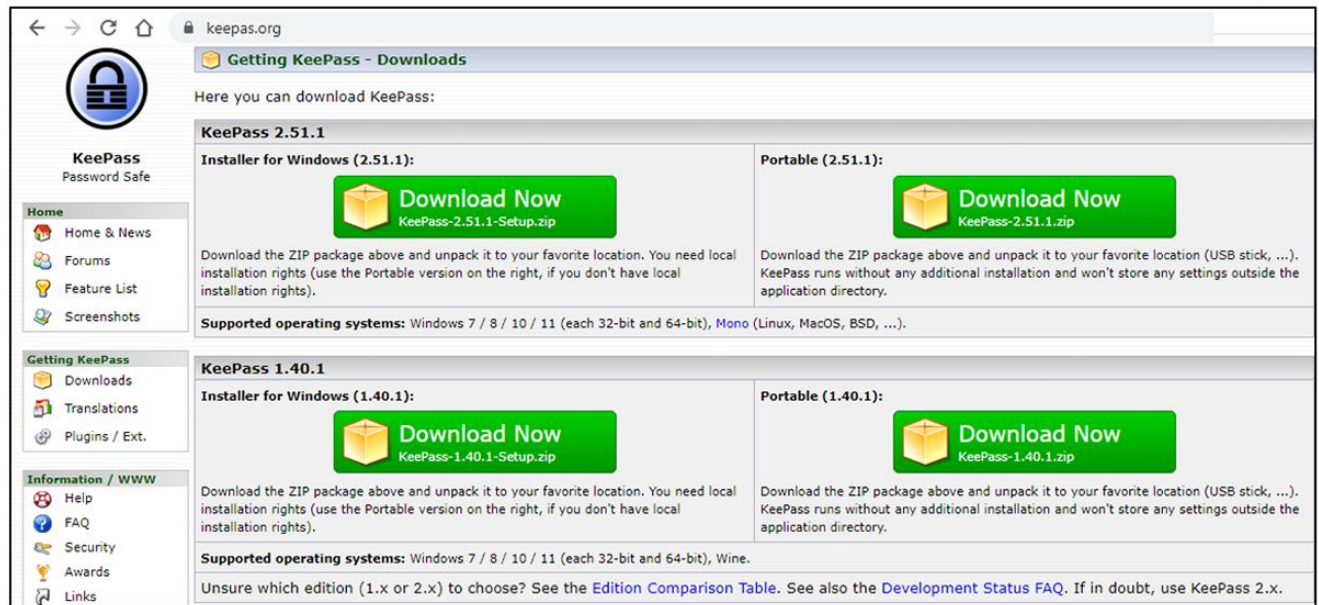 keepas.org
KeePass
Password Safe
Home
Home & News
Forums
Feature List
Screenshots
Getting KeePass
Downloads
Translations
Plugins / Ext.
Information / WWW
Help
FAQ
Security
Awards
Links
Getting KeePass - Downloads
Here you can download KeePass:
KeePass 2.51.1
Installer for Windows (2.51.1):
Download Now
KeePass-2.51.1-Setup.zip
Download the ZIP package above and unpack it to your favorite location. You need local
installation rights (use the Portable version on the right, if you don't have local
installation rights).
Portable (2.51.1):
Download Now
KeePass-2.51.1.zip
Download the ZIP package above and unpack it to your favorite location (USB stick, ...).
KeePass runs without any additional installation and won't store any settings outside the
application directory.
Supported operating systems: Windows 7 / 8 / 10 / 11 (each 32-bit and 64-bit), Mono (Linux, MacOS, BSD, ...).
KeePass 1.40.1
Installer for Windows (1.40.1):
Download Now
KeePass-1.40.1-Setup.zip
Download the ZIP package above and unpack it to your favorite location. You need local
installation rights (use the Portable version on the right, if you don't have local
installation rights).
Portable (1.40.1):
Download Now
KeePass-1.40.1.zip
Download the ZIP package above and unpack it to your favorite location (USB stick, ...).
KeePass runs without any additional installation and won't store any settings outside the
application directory.
Supported operating systems: Windows 7 / 8 / 10 / 11 (each 32-bit and 64-bit), Wine.
Unsure which edition (1.x or 2.x) to choose? See the Edition Comparison Table. See also the Development Status FAQ. If in doubt, use KeePass 2.x.